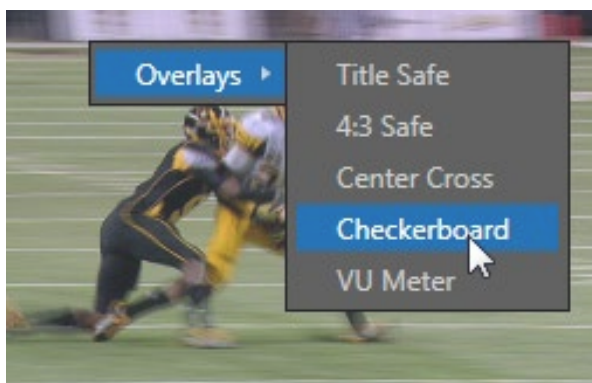 Overlays
Title Safe
4:3 Safe
Center Cross
Checkerboard
VU Meter